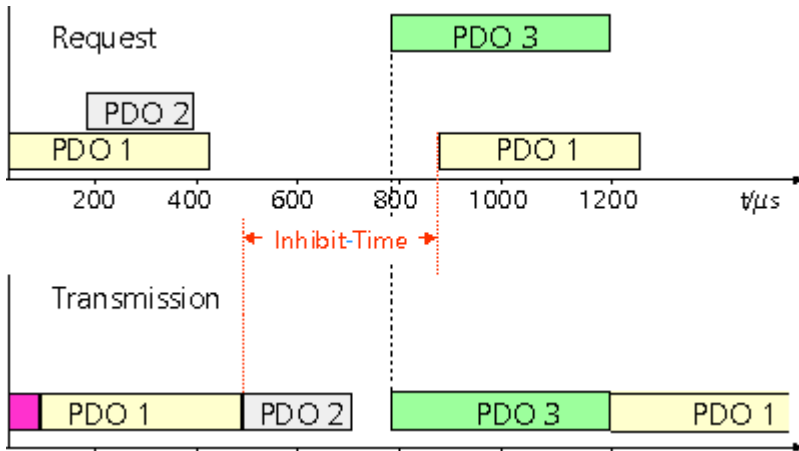 Request
PDO 3
PDO 2
PDO 1
PDO 1
200 400 600 800 1000 1200 t/µs
Inhibit-Time
Transmission
PDO 1 PDO 2 PDO 3 PDO 1